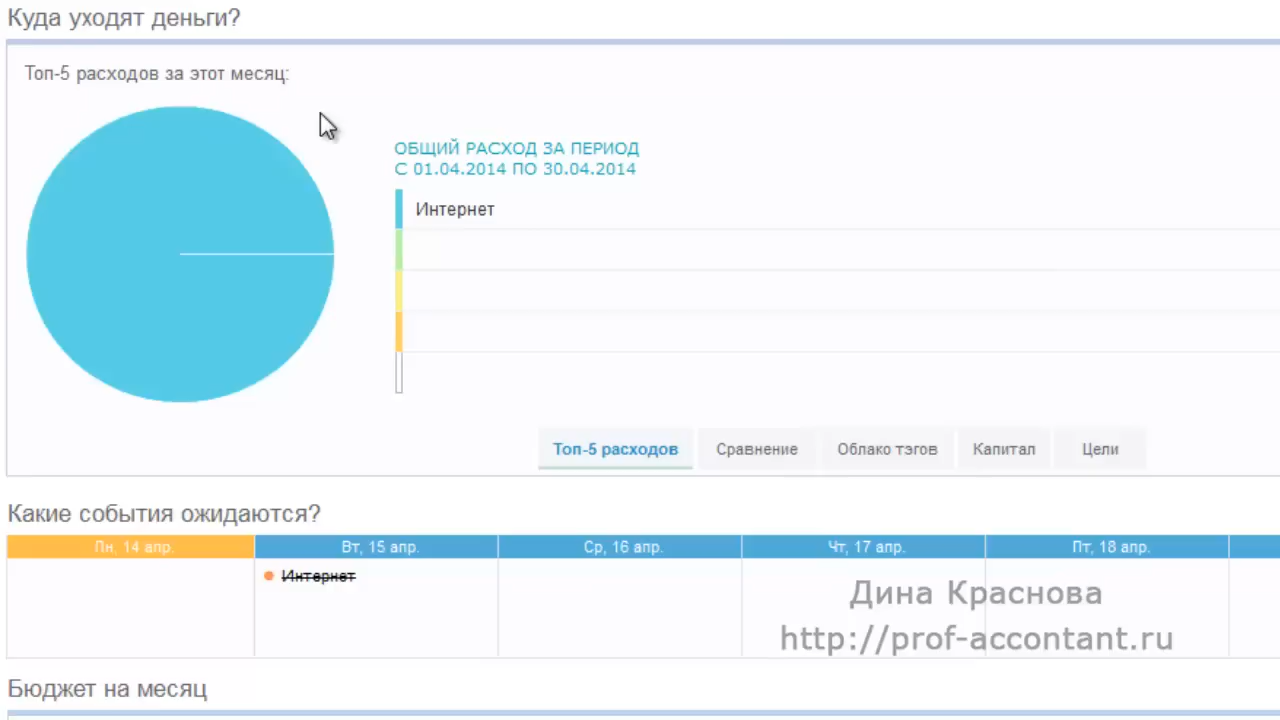 Куда уходят деньги?
Топ-5 расходов за этот месяц:
ОБЩИЙ РАСХОД ЗА ПЕРИОД
С 01.04.2014 ПО 30.04.2014
Интернет
Топ-5 расходов Сравнение Облако тэгов Капитал Цели
Какие события ожидаются?
Пн, 14 апр. Вт, 15 апр. Ср, 16 апр. Чт, 17 апр. Пт, 18 апр.
Интернет
Дина Краснова
http://prof-accontant.ru
Бюджет на месяц